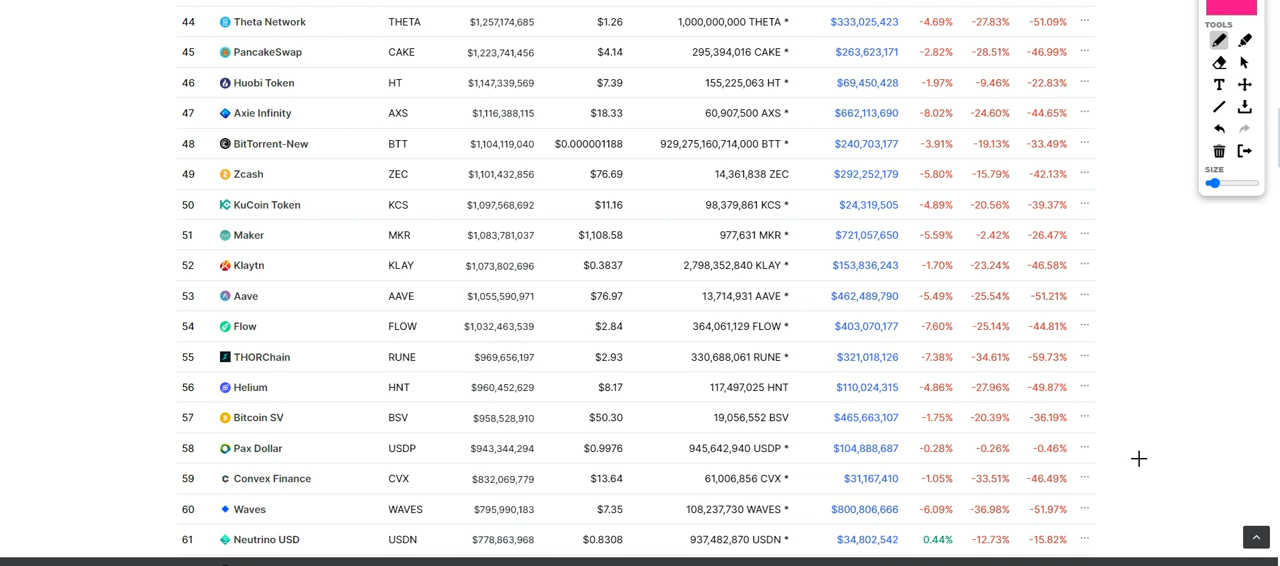 44 Theta Network THETA $1,257,174,685 $1.26 1,000,000,000 THETA * $333,025,423 -4.69% -27.83% -51.09% ...
45 PancakeSwap CAKE $1,223,741,456 $4.14 295,394,016 CAKE * $263,623,171 -2.82% -28.51% -46.99% ...
46 Huobi Token HT $1,147,339,569 $7.39 155,225,063 HT * $69,450,428 -1.97% -9.46% -22.83% ...
47 Axie Infinity AXS $1,116,388,115 $18.33 60,907,500 AXS * $662,113,690 -8.02% -24.60% -44.65% ...
48 BitTorrent-New BTT $1,104,119,040 $0.000001188 929,275,160,714,000 BTT * $240,703,177 -3.91% -19.13% -33.49% ...
49 Zcash ZEC $1,101,432,856 $76.69 14,361,838 ZEC $292,252,179 -5.80% -15.79% -42.13% ...
50 KuCoin Token KCS $1,097,568,692 $11.16 98,379,861 KCS * $24,319,505 -4.89% -20.56% -39.37% ...
51 Maker MKR $1,083,781,037 $1,108.58 977,631 MKR * $721,057,650 -5.59% -2.42% -26.47% ...
52 Klaytn KLAY $1,073,802,696 $0.3837 2,798,352,840 KLAY * $153,836,243 -1.70% -23.24% -46.58% ...
53 Aave AAVE $1,055,590,971 $76.97 13,714,931 AAVE * $462,489,790 -5.49% -25.54% -51.21% ...
54 Flow FLOW $1,032,463,539 $2.84 364,061,129 FLOW * $403,070,177 -7.60% -25.14% -44.81% ...
55 THORChain RUNE $969,656,197 $2.93 330,688,061 RUNE * $321,018,126 -7.38% -34.61% -59.73% ...
56 Helium HNT $960,452,629 $8.17 117,497,025 HNT $110,024,315 -4.86% -27.96% -49.87% ...
57 Bitcoin SV BSV $958,528,910 $50.30 19,056,552 BSV $465,663,107 -1.75% -20.39% -36.19% ...
58 Pax Dollar USDP $943,344,294 $0.9976 945,642,940 USDP * $104,888,687 -0.28% -0.26% -0.46% ...
59 Convex Finance CVX $832,069,779 $13.64 61,006,856 CVX * $31,167,410 -1.05% -33.51% -46.49% ...
60 Waves WAVES $795,990,183 $7.35 108,237,730 WAVES * $800,806,666 -6.09% -36.98% -51.97% ...
61 Neutrino USD USDN $778,863,968 $0.8308 937,482,870 USDN * $34,802,542 0.44% -12.73% -15.82% ...
TOOLS
T
SIZE